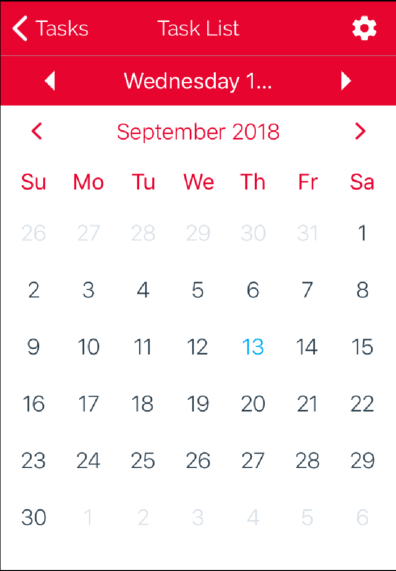 Tasks Task List
Wednesday 1...
September 2018
Su Mo Tu We Th Fr Sa
26 27 28 29 30 31 1
2 3 4 5 6 7 8
9 10 11 12 13 14 15
16 17 18 19 20 21 22
23 24 25 26 27 28 29
30 1 2 3 4 5 6